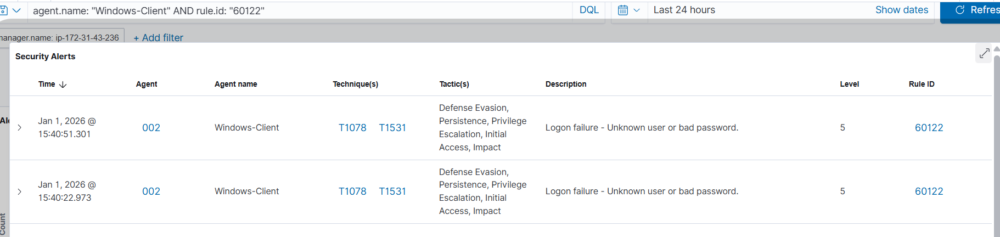 agent.name: "Windows-Client" AND rule.id: "60122"
DQL
Last 24 hours
Show dates
manager.name: ip-172-31-43-236
+ Add filter
Security Alerts
Time
Agent
Agent name
Technique(s)
Tactic(s)
Description
Level
Rule ID
Jan 1, 2026 @
15:40:51.301
002
Windows-Client
T1078 T1531
Defense Evasion,
Persistence, Privilege
Escalation, Initial
Access, Impact
Logon failure - Unknown user or bad password.
5
60122
Jan 1, 2026 @
15:40:22.973
002
Windows-Client
T1078 T1531
Defense Evasion,
Persistence, Privilege
Escalation, Initial
Access, Impact
Logon failure - Unknown user or bad password.
5
60122
Count